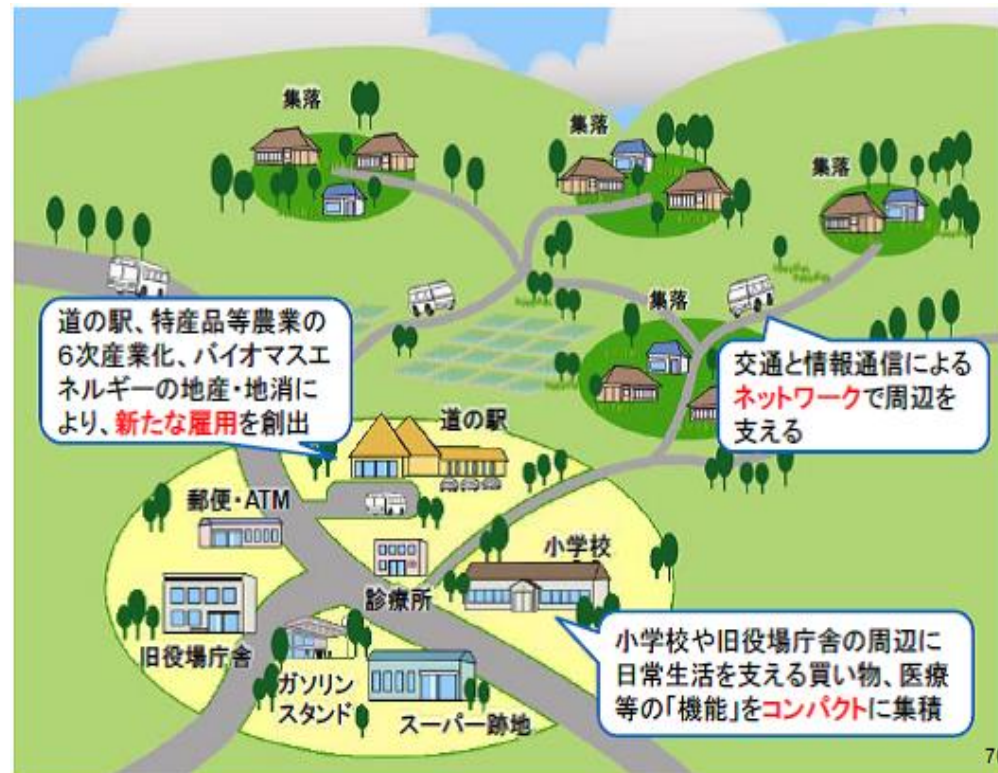 集落
集落
集落
集落
道の駅、特産品等農業の
6次産業化、バイオマスエ
ネルギーの地産・地消に
より、新たな雇用を創出
交通と情報通信による
ネットワークで周辺を
支える
道の駅
郵便・ATM
小学校
診療所
旧役場庁舎
ガソリン
スタンド
スーパー跡地
小学校や旧役場庁舎の周辺に
日常生活を支える買い物、医療
等の「機能」をコンパクトに集積